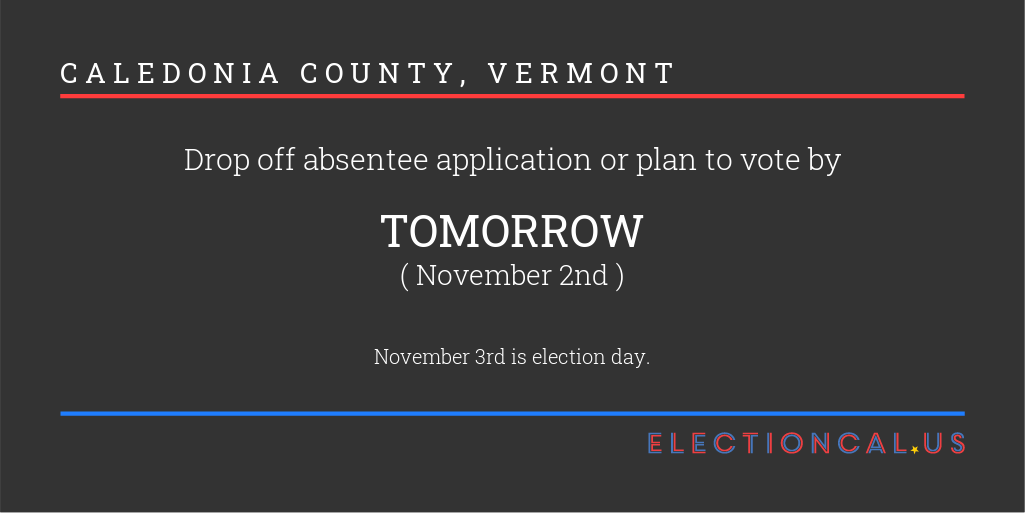 CALEDONIA COUNTY, VERMONT
Drop off absentee application or plan to vote by
TOMORROW
( November 2nd )
November 3rd is election day.
ELECTIONCAL.US